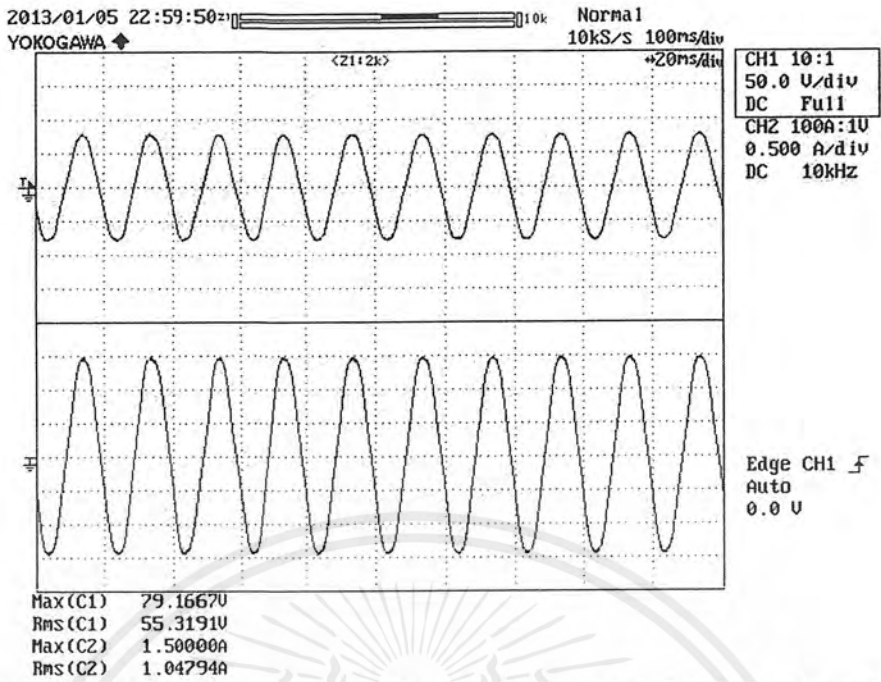 2013/01/05 22:59:50
10k
Normal
YOKOGAWA
10kS/s 100ms/div
<Z1:2k>
20ms/div
CH1 10:1
50.0 V/div
DC Full
CH2 100A:1V
0.500 A/div
DC 10kHz
Edge CH1
Auto
0.0 V
Max(C1) 79.1667V
Rms(C1) 55.3191V
Max(C2) 1.50000A
Rms(C2) 1.04794A